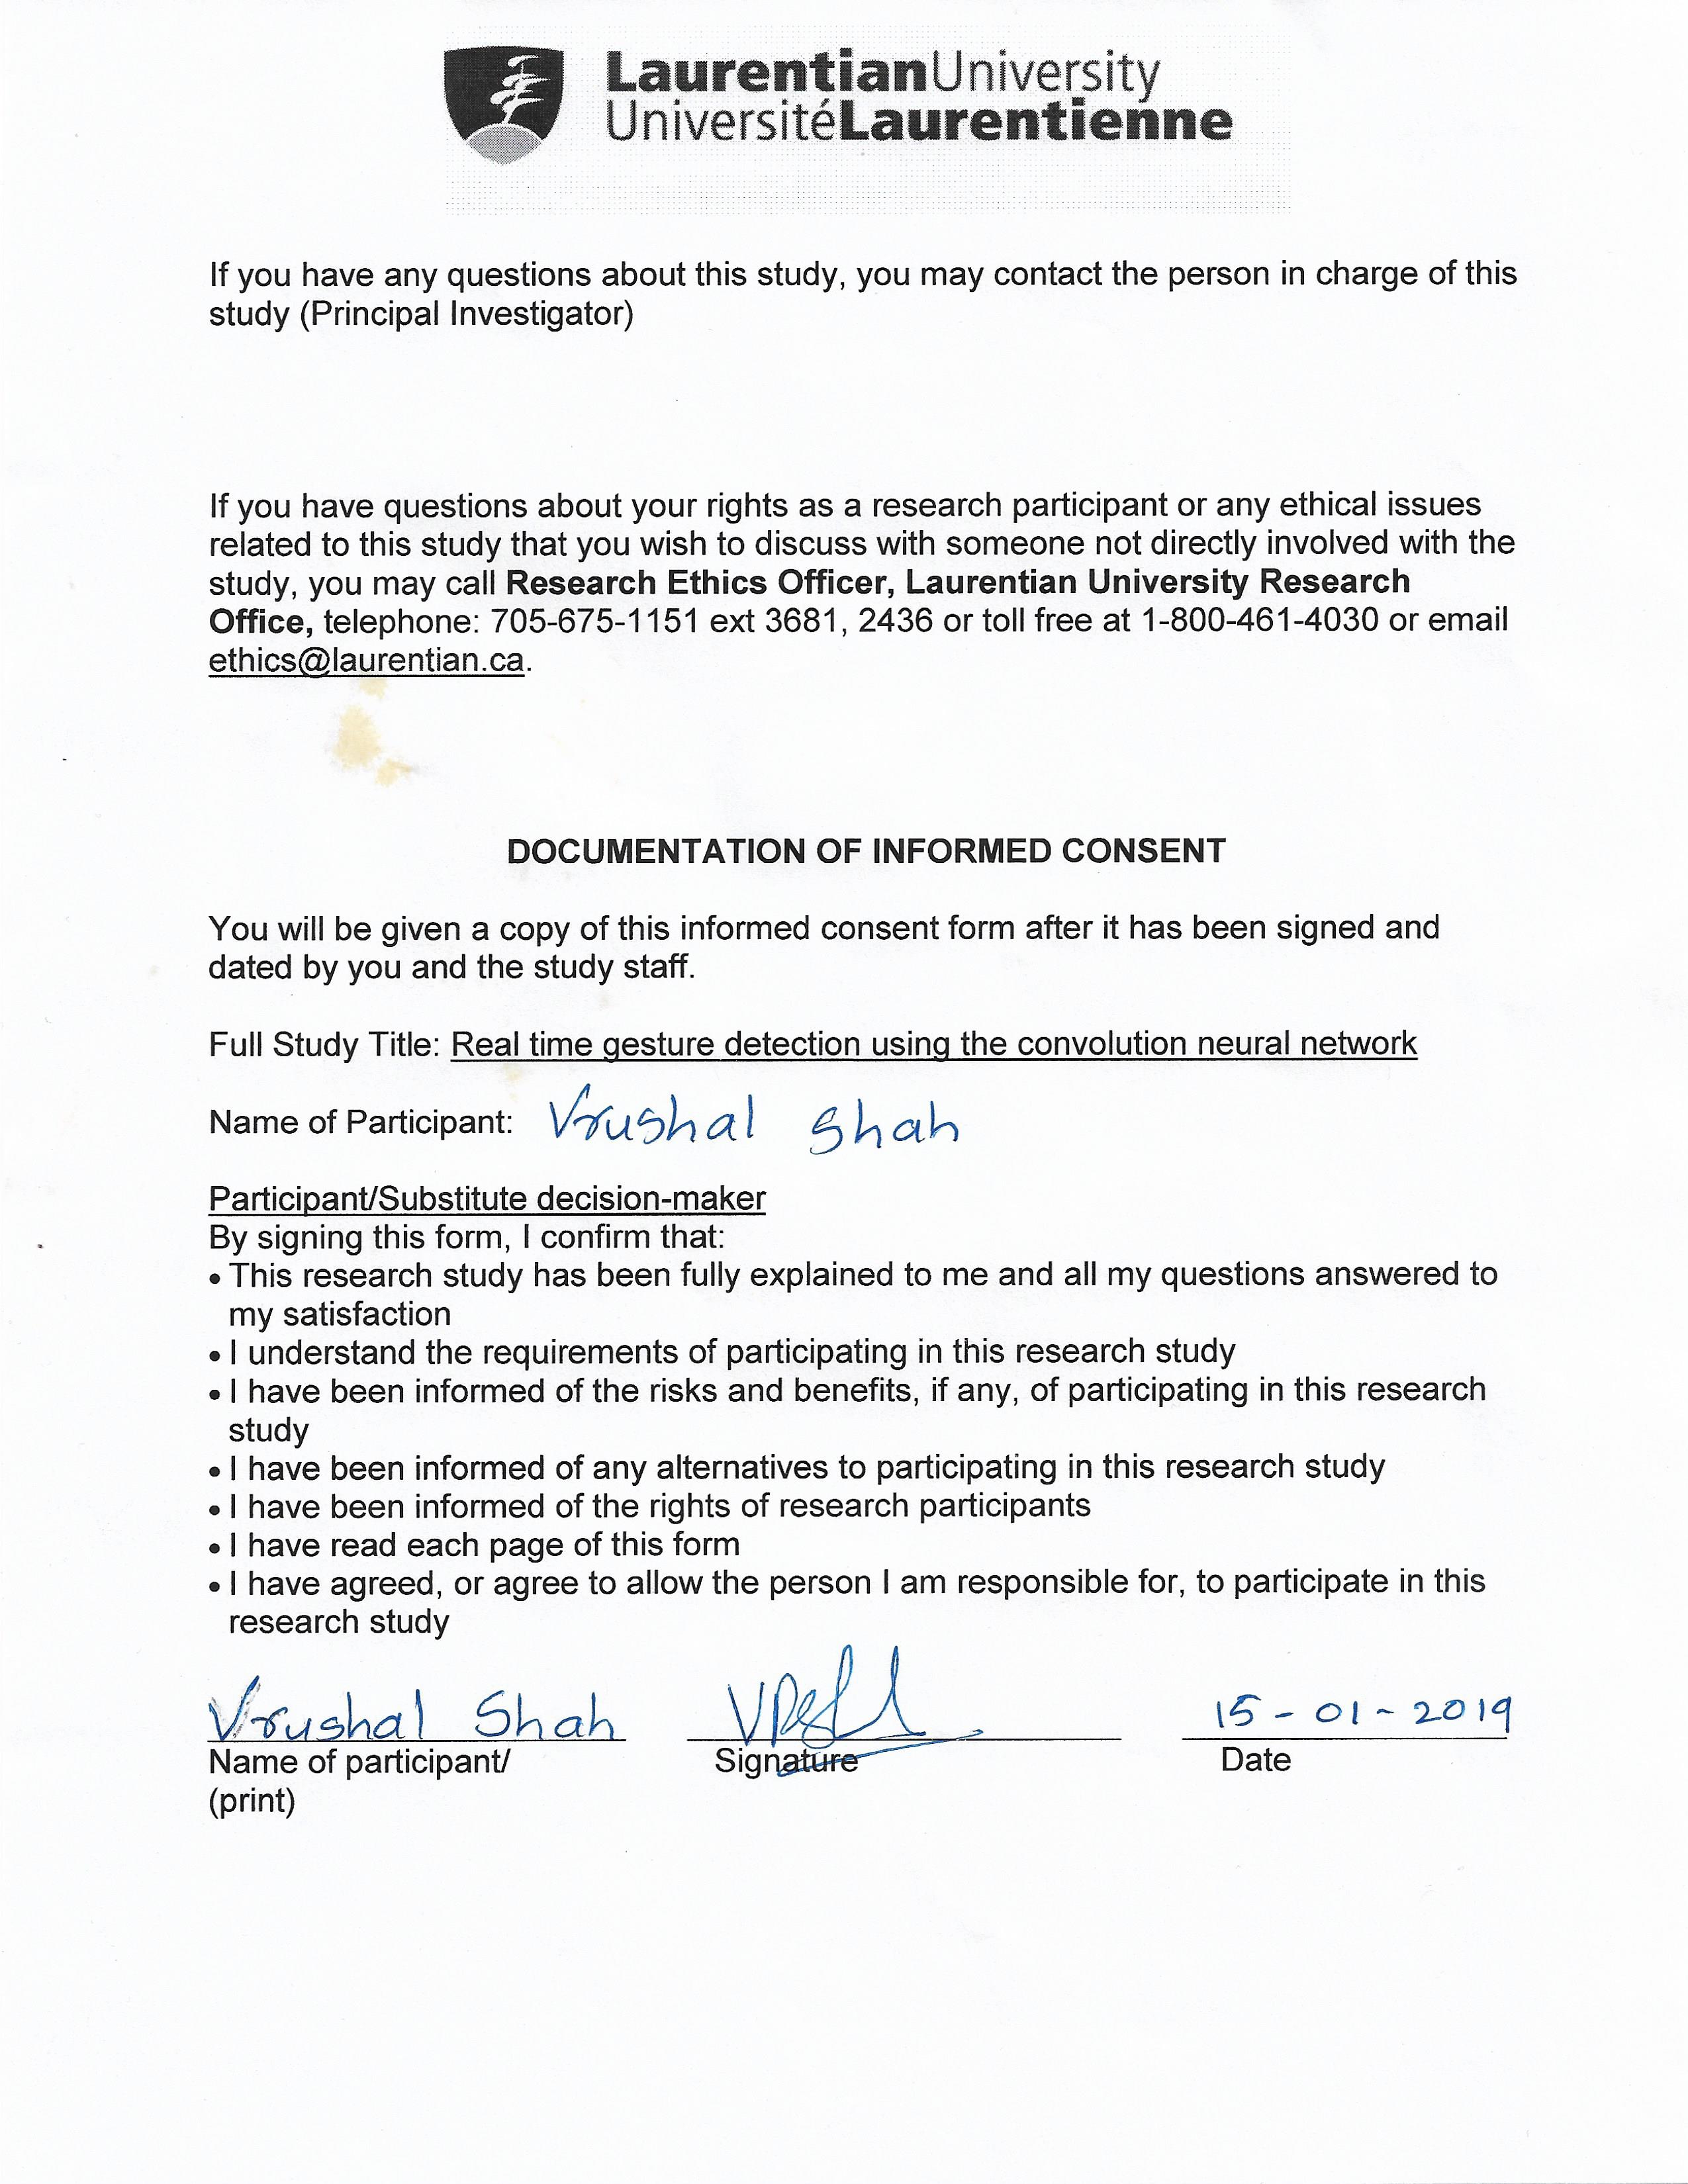 LaurentianUniversity
UniversitéLaurentienne
If you have any questions about this study, you may contact the person in charge of this
study (Principal Investigator)
If you have questions about your rights as a research participant or any ethical issues
related to this study that you wish to discuss with someone not directly involved with the
study, you may call Research Ethics Officer, Laurentian University Research
Office, telephone: 705-675-1151 ext 3681, 2436 or toll free at 1-800-461-4030 or email
ethics@laurentian.ca.
DOCUMENTATION OF INFORMED CONSENT
You will be given a copy of this informed consent form after it has been signed and
dated by you and the study staff.
Full Study Title: Real time gesture detection using the convolution neural network
Name of Participant: Vrushal Shah
Participant/Substitute decision-maker
By signing this form, I confirm that:
• This research study has been fully explained to me and all my questions answered to
my satisfaction
• I understand the requirements of participating in this research study
• I have been informed of the risks and benefits, if any, of participating in this research
study
• I have been informed of any alternatives to participating in this research study
• I have been informed of the rights of research participants
• I have read each page of this form
• I have agreed, or agree to allow the person I am responsible for, to participate in this
research study
Vrushal Shah 15-01-2019
Name of participant/ Signature Date
(print)